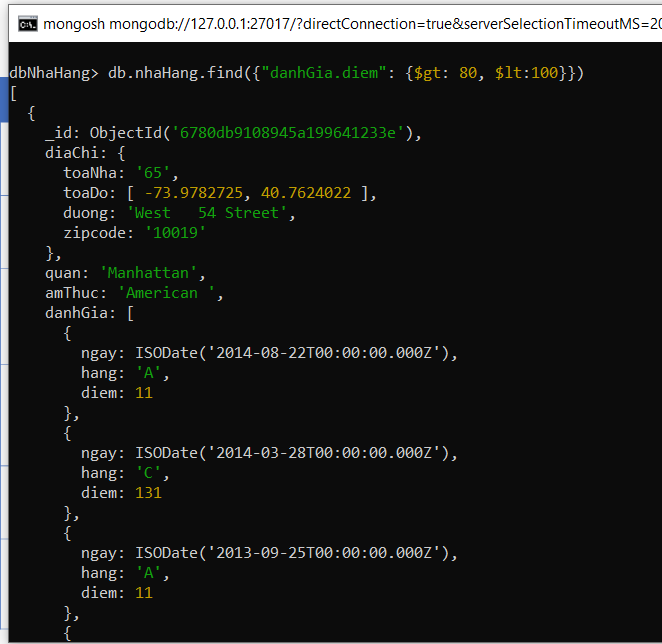 mongosh mongodb://127.0.0.1:27017/?directConnection=true&serverSelectionTimeoutMS=20
dbNhaHang> db.nhaHang.find({"danhGia.diem": {$gt: 80, $lt:100}})
[
  {
    _id: ObjectId('6780db9108945a199641233e'),
    diaChi: {
      toaNha: '65',
      toaDo: [ -73.9782725, 40.7624022 ],
      duong: 'West   54 Street',
      zipcode: '10019'
    },
    quan: 'Manhattan',
    amThuc: 'American ',
    danhGia: [
      {
        ngay: ISODate('2014-08-22T00:00:00.000Z'),
        hang: 'A',
        diem: 11
      },
      {
        ngay: ISODate('2014-03-28T00:00:00.000Z'),
        hang: 'C',
        diem: 131
      },
      {
        ngay: ISODate('2013-09-25T00:00:00.000Z'),
        hang: 'A',
        diem: 11
      },
      {